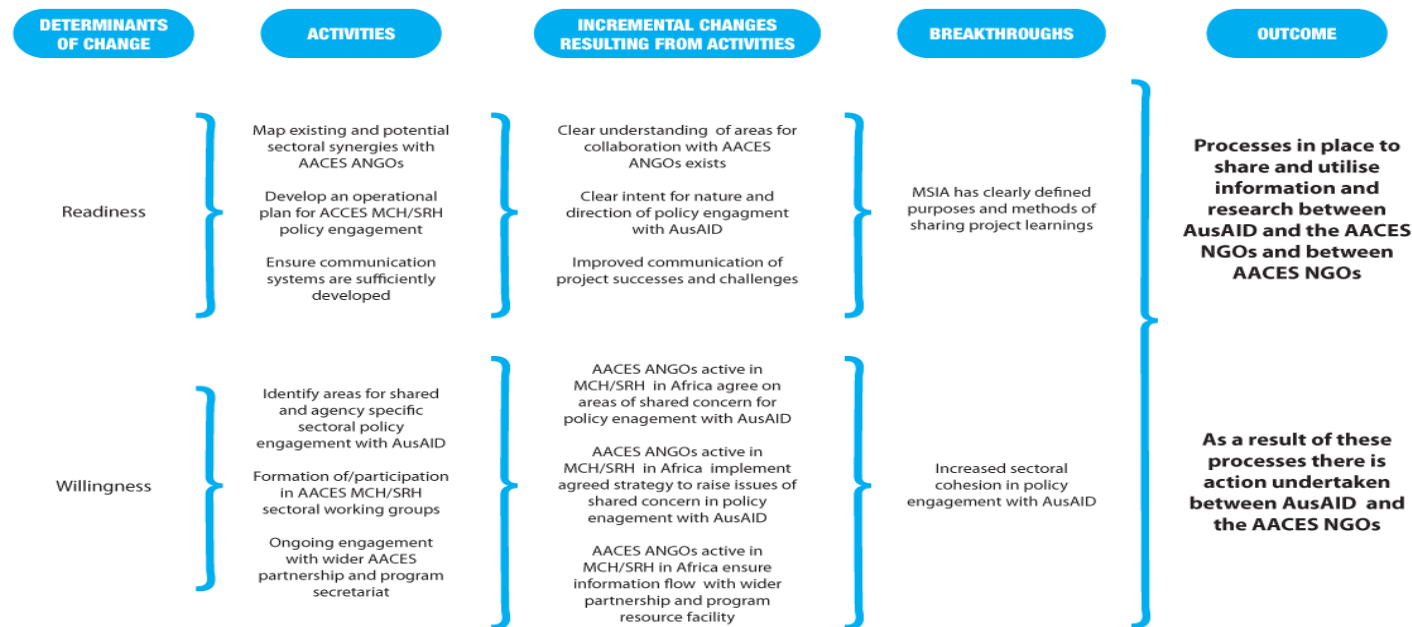 DETERMINANTS
OF CHANGE
ACTIVITIES
INCREMENTAL CHANGES
RESULTING FROM ACTIVITIES
BREAKTHROUGHS
OUTCOME
Readiness
Map existing and potential
sectoral synergies with
AACES ANGOs
Develop an operational
plan for ACCES MCH/SRH
policy engagement
Ensure communication
systems are sufficiently
developed
Clear understanding of areas for
collaboration with AACES
ANGOs exists
Clear intent for nature and
direction of policy engagment
with AusAID
Improved communication of
project successes and challenges
MSIA has clearly defined
purposes and methods of
sharing project learnings
Processes in place to
share and utilise
information and
research between
AusAID and the AACES
NGOs and between
AACES NGOs
Willingness
Identify areas for shared
and agency specific
sectoral policy
engagement with AusAID
Formation of/participation
in AACES MCH/SRH
sectoral working groups
Ongoing engagement
with wider AACES
partnership and program
secretariat
AACES ANGOs active in
MCH/SRH in Africa agree on
areas of shared concern for
policy enagement with AusAID
AACES ANGOs active in
MCH/SRH in Africa implement
agreed strategy to raise issues of
shared concern in policy
enagement with AusAID
AACES ANGOs active in
MCH/SRH in Africa ensure
information flow with wider
partnership and program
resource facility
Increased sectoral
cohesion in policy
engagement with AusAID
As a result of these
processes there is
action undertaken
between AusAID and
the AACES NGOs